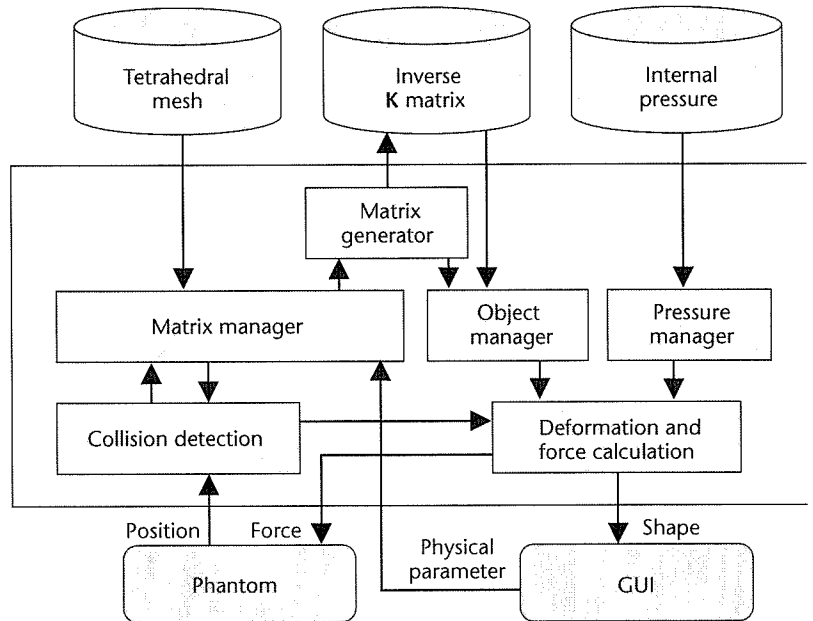 Tetrahedral
mesh
Inverse
K matrix
Internal
pressure
Matrix
generator
Matrix manager
Object
manager
Pressure
manager
Collision detection
Deformation and
force calculation
Position
Force
Physical
parameter
Shape
Phantom
GUI